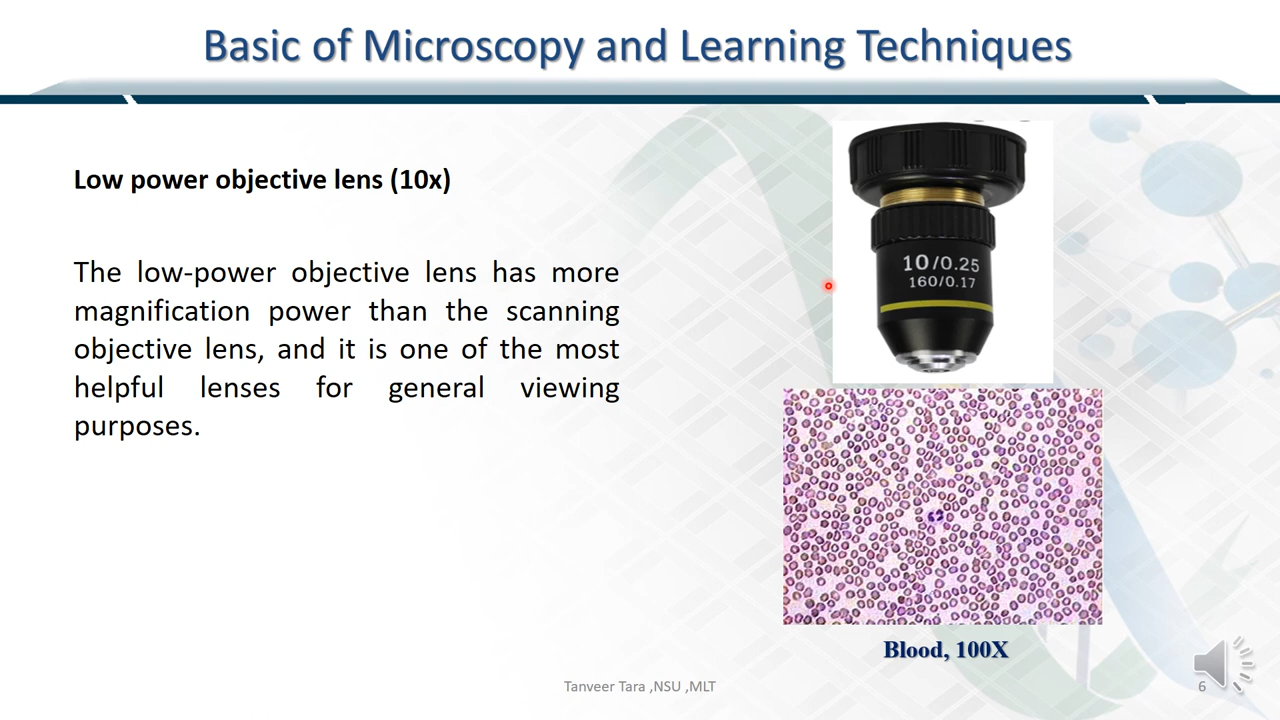 Basic of Microscopy and Learning Techniques
Low power objective lens (10x)
The low-power objective lens has more
magnification power than the scanning
objective lens, and it is one of the most
helpful lenses for general viewing
purposes.
10/0.25
160/0.17
Blood, 100X
Tanveer Tara ,NSU ,MLT
6